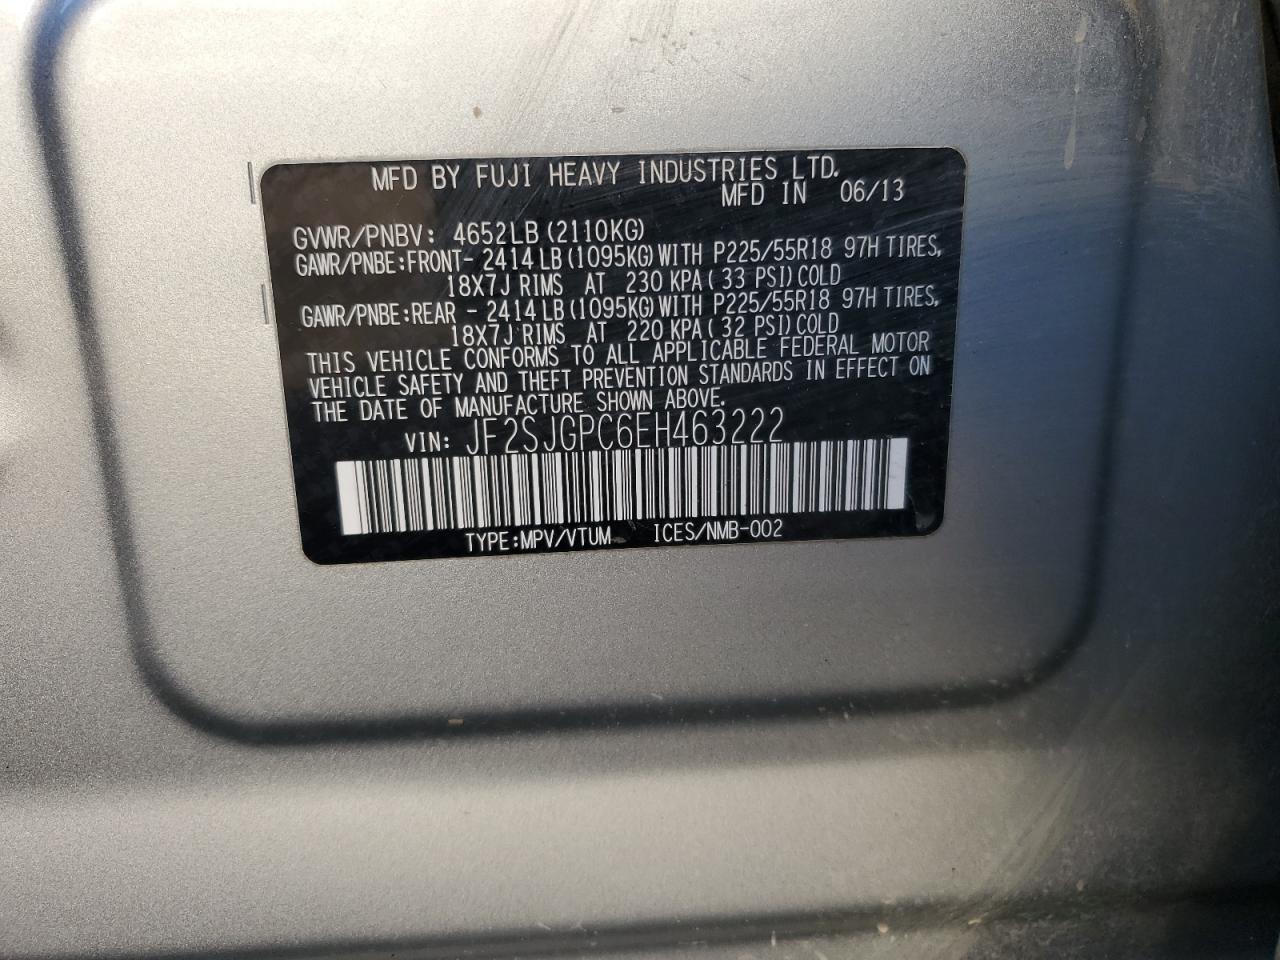 MFD BY FUJI HEAVY INDUSTRIES LTD.
MFD IN 06/13
GVWR/PNBV: 4652LB (2110KG)
GAWR/PNBE:FRONT- 2414 LB (1095KG) WITH P225/55R18 97H TIRES,
18X7J RIMS AT 230 KPA (33 PSI) COLD
GAWR/PNBE:REAR - 2414 LB (1095KG) WITH P225/55R18 97H TIRES,
18X7J RIMS AT 220 KPA (32 PSI) COLD
THIS VEHICLE CONFORMS TO ALL APPLICABLE FEDERAL MOTOR
VEHICLE SAFETY AND THEFT PREVENTION STANDARDS IN EFFECT ON
THE DATE OF MANUFACTURE SHOWN ABOVE.
VIN: JF2SJGPC6EH463222
TYPE:MPV/VTUM ICES/NMB-002